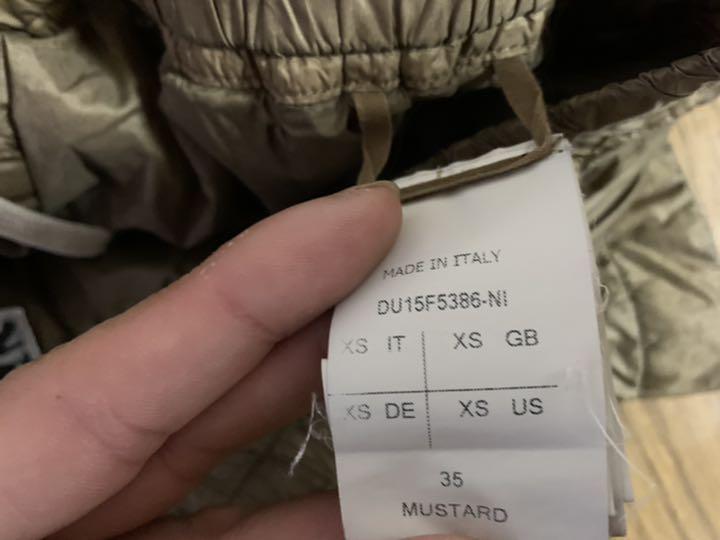 MADE IN ITALY
DU15F5386-NI
XS IT XS GB
XS DE XS US
35
MUSTARD